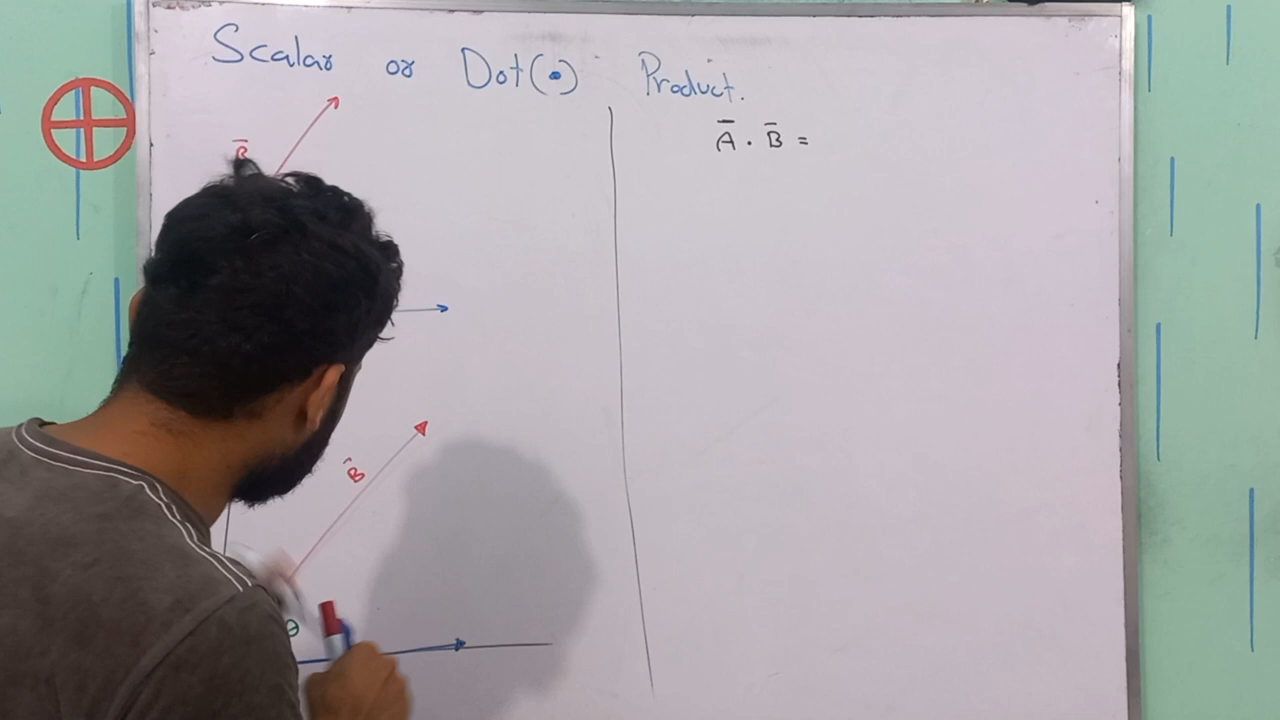 Scalar or Dot(•) Product.
A̅ . B̅ =
B̅
B̂
θ